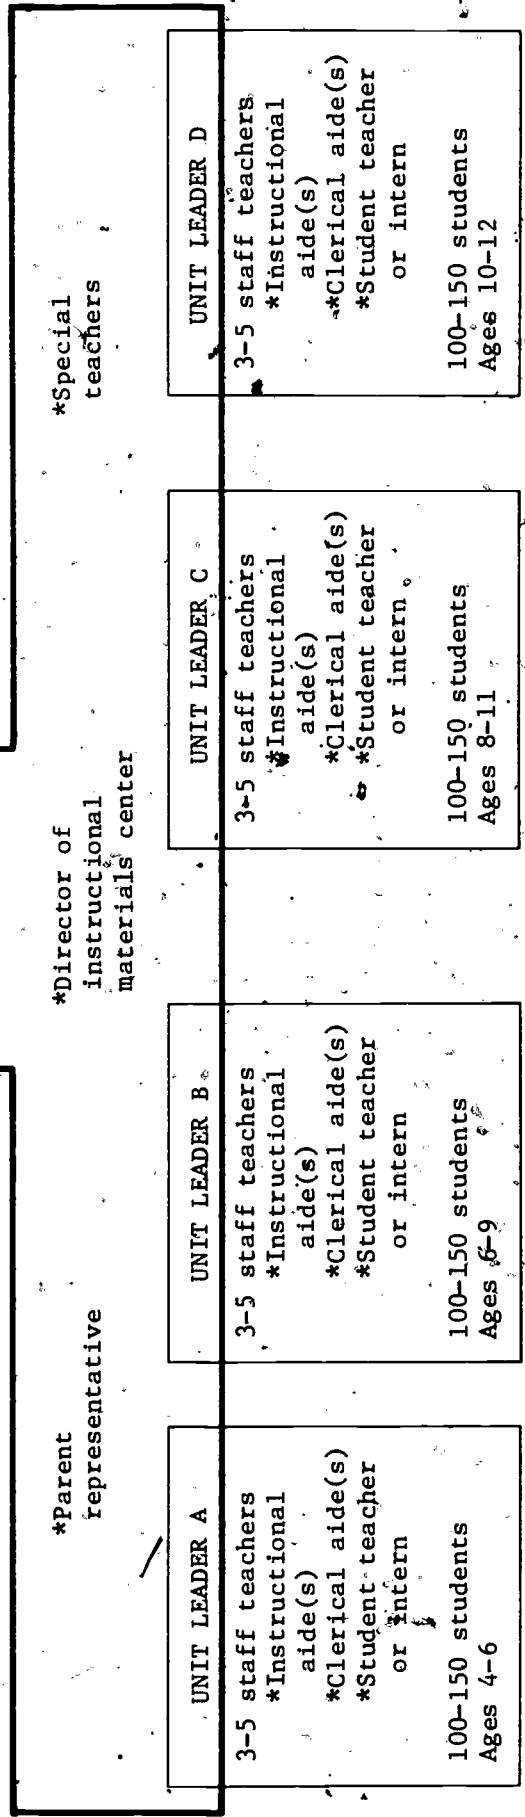 *Parent
representative
*Director of
instructional
materials center
*Special
teachers
UNIT LEADER A
3-5 staff teachers
*Instructional
aide(s)
*Clerical aide(s)
*Student teacher
or intern
100-150 students
Ages 4-6
UNIT LEADER B
3-5 staff teachers
*Instructional
aide(s)
*Clerical aide(s)
*Student teacher
or intern
100-150 students
Ages 6-9
UNIT LEADER C
3-5 staff teachers
*Instructional
aide(s)
*Clerical aide(s)
*Student teacher
or intern
100-150 students
Ages 8-11
UNIT LEADER D
3-5 staff teachers
*Instructional
aide(s)
*Clerical aide(s)
*Student teacher
or intern
100-150 students
Ages 10-12